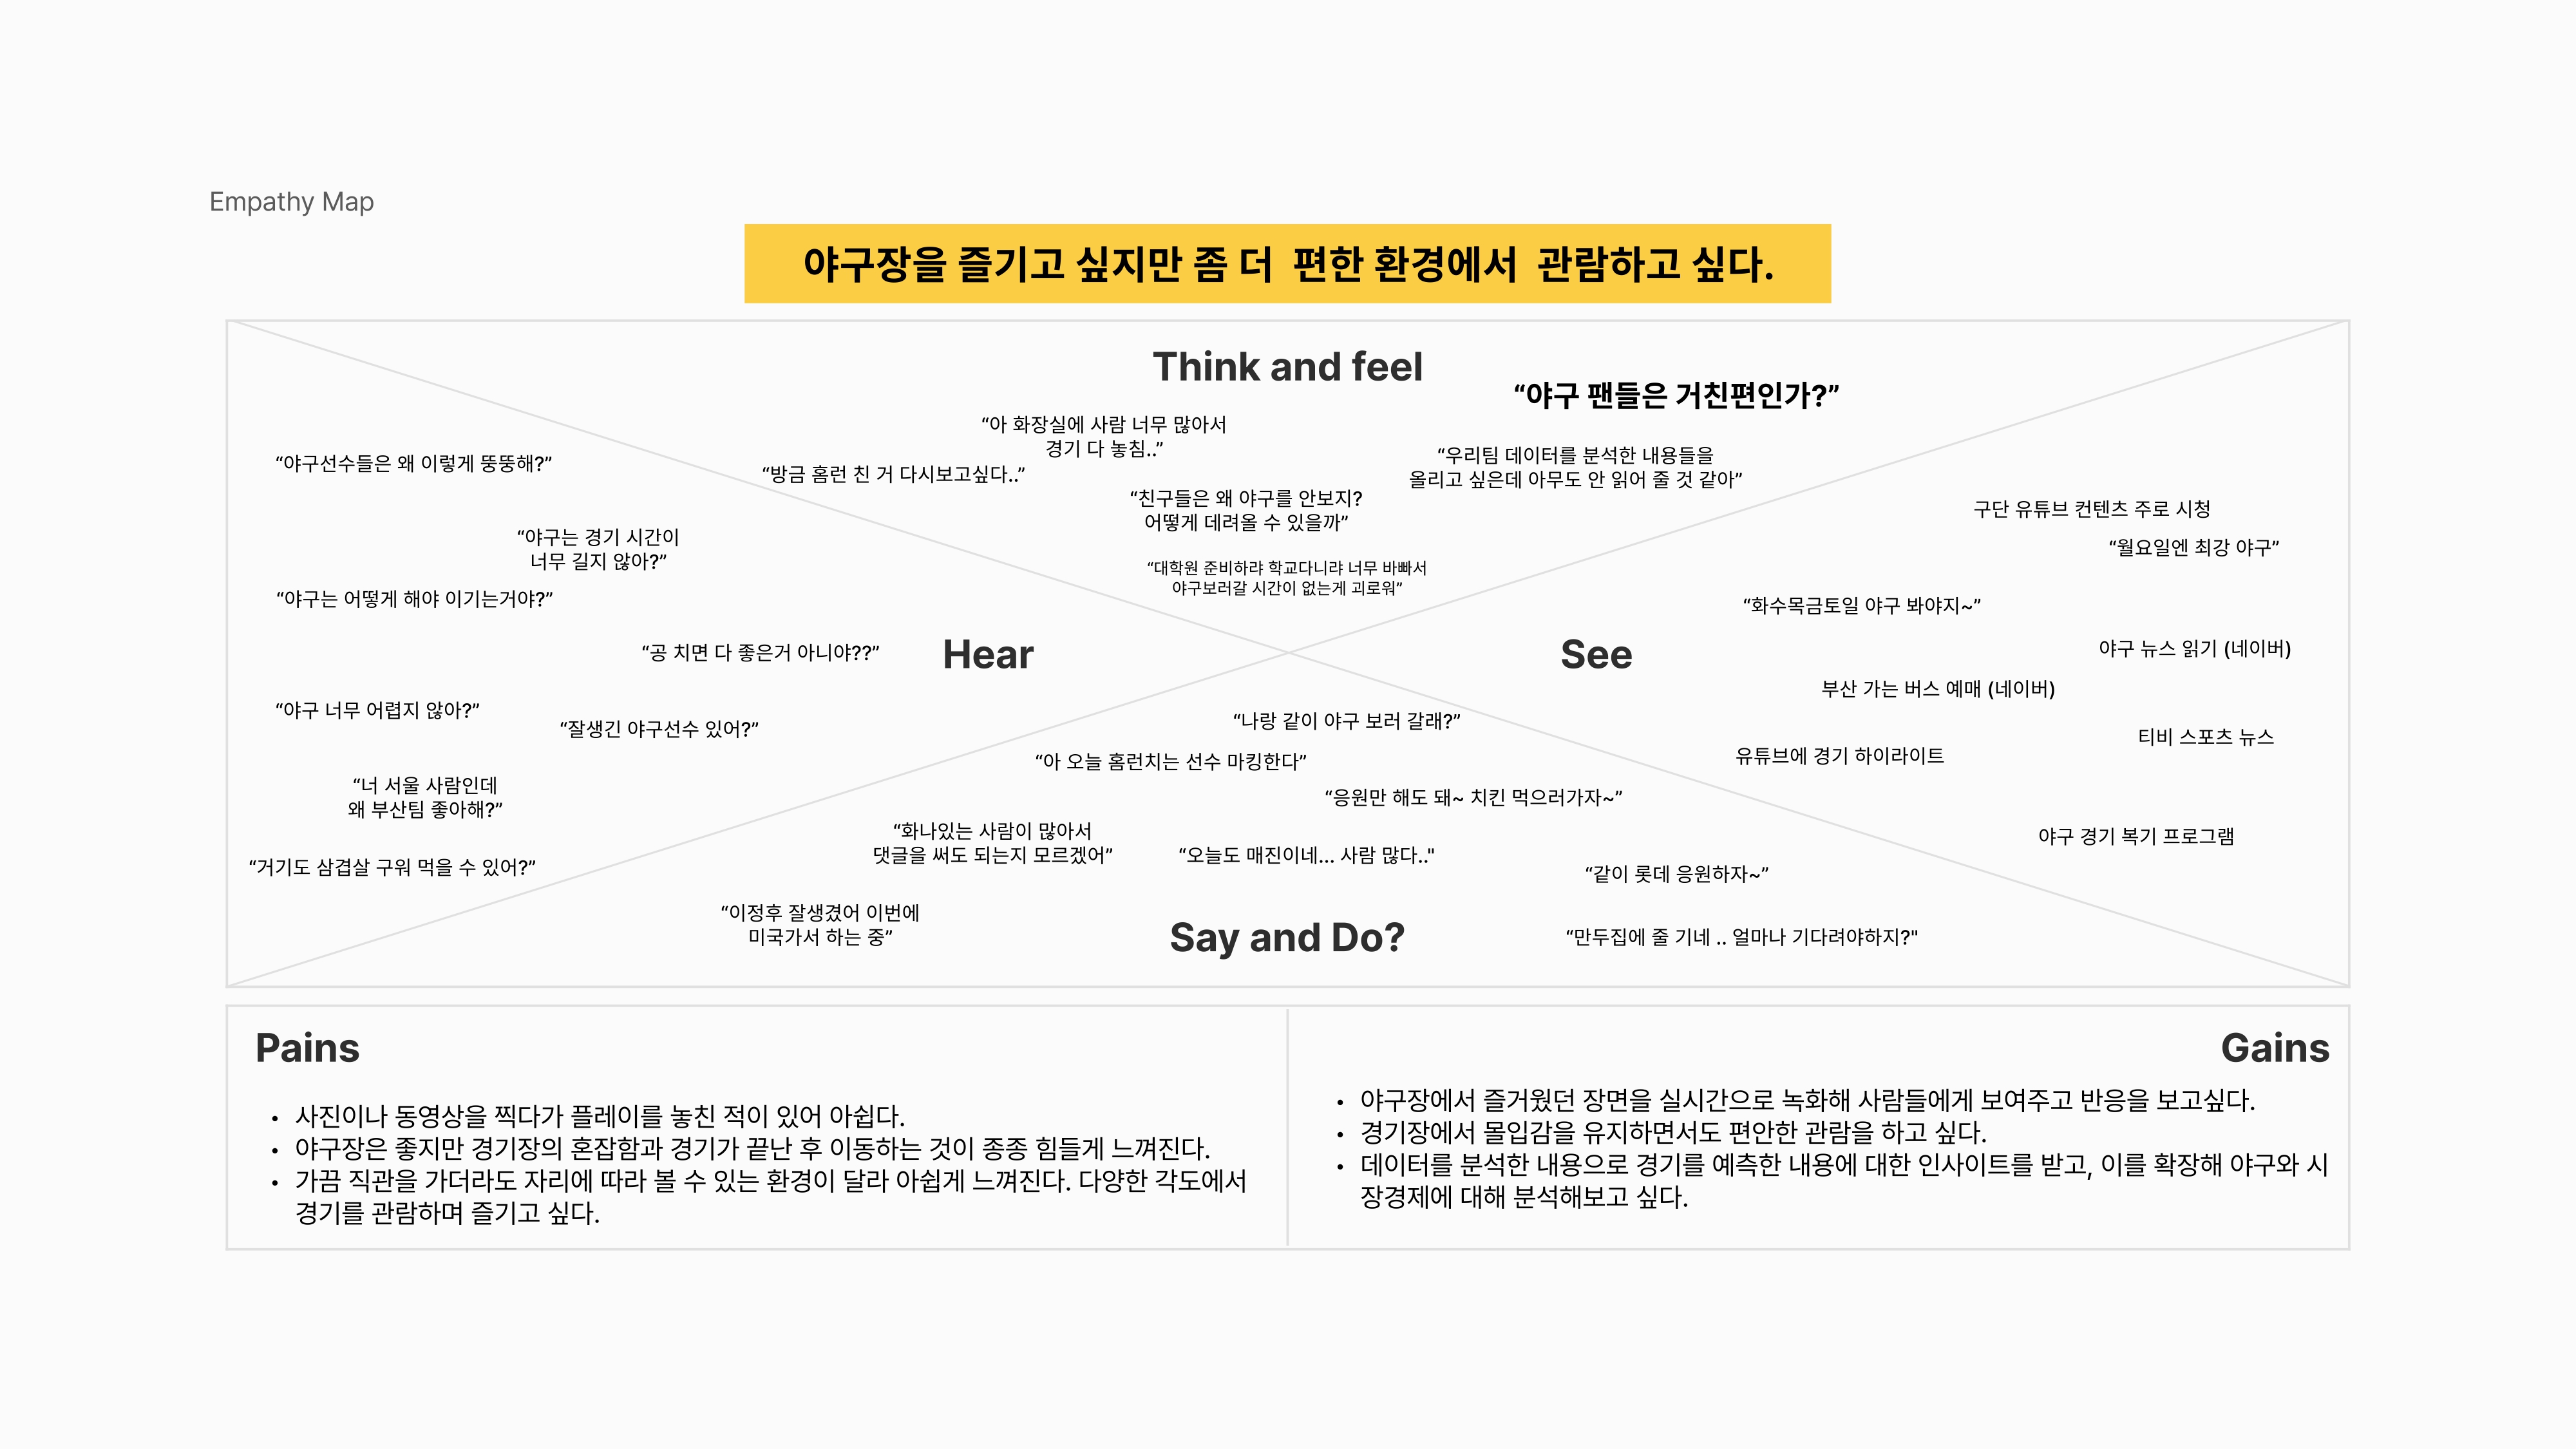 Empathy Map
야구장을 즐기고 싶지만 좀 더 편한 환경에서 관람하고 싶다.
Think and feel
“야구 팬들은 거친편인가?”
“아 화장실에 사람 너무 많아서
경기 다 놓침..”
“방금 홈런 친 거 다시보고싶다..”
“우리팀 데이터를 분석한 내용들을
올리고 싶은데 아무도 안 읽어 줄 것 같아”
“친구들은 왜 야구를 안보지?
어떻게 데려올 수 있을까”
“대학원 준비하랴 학교다니랴 너무 바빠서
야구보러갈 시간이 없는게 괴로워”
Hear
“야구선수들은 왜 이렇게 뚱뚱해?”
“야구는 경기 시간이
너무 길지 않아?”
“야구는 어떻게 해야 이기는거야?”
“공 치면 다 좋은거 아니야??”
“야구 너무 어렵지 않아?”
“잘생긴 야구선수 있어?”
“너 서울 사람인데
왜 부산팀 좋아해?”
“거기도 삼겹살 구워 먹을 수 있어?”
See
구단 유튜브 컨텐츠 주로 시청
“월요일엔 최강 야구”
“화수목금토일 야구 봐야지~”
야구 뉴스 읽기 (네이버)
부산 가는 버스 예매 (네이버)
티비 스포츠 뉴스
유튜브에 경기 하이라이트
야구 경기 복기 프로그램
“나랑 같이 야구 보러 갈래?”
“아 오늘 홈런치는 선수 마킹한다”
“응원만 해도 돼~ 치킨 먹으러가자~”
“화나있는 사람이 많아서
댓글을 써도 되는지 모르겠어”
“오늘도 매진이네... 사람 많다.."
“같이 롯데 응원하자~”
“이정후 잘생겼어 이번에
미국가서 하는 중”
Say and Do?
“만두집에 줄 기네 .. 얼마나 기다려야하지?"
Pains
• 사진이나 동영상을 찍다가 플레이를 놓친 적이 있어 아쉽다.
• 야구장은 좋지만 경기장의 혼잡함과 경기가 끝난 후 이동하는 것이 종종 힘들게 느껴진다.
• 가끔 직관을 가더라도 자리에 따라 볼 수 있는 환경이 달라 아쉽게 느껴진다. 다양한 각도에서
경기를 관람하며 즐기고 싶다.
Gains
• 야구장에서 즐거웠던 장면을 실시간으로 녹화해 사람들에게 보여주고 반응을 보고싶다.
• 경기장에서 몰입감을 유지하면서도 편안한 관람을 하고 싶다.
• 데이터를 분석한 내용으로 경기를 예측한 내용에 대한 인사이트를 받고, 이를 확장해 야구와 시
장경제에 대해 분석해보고 싶다.